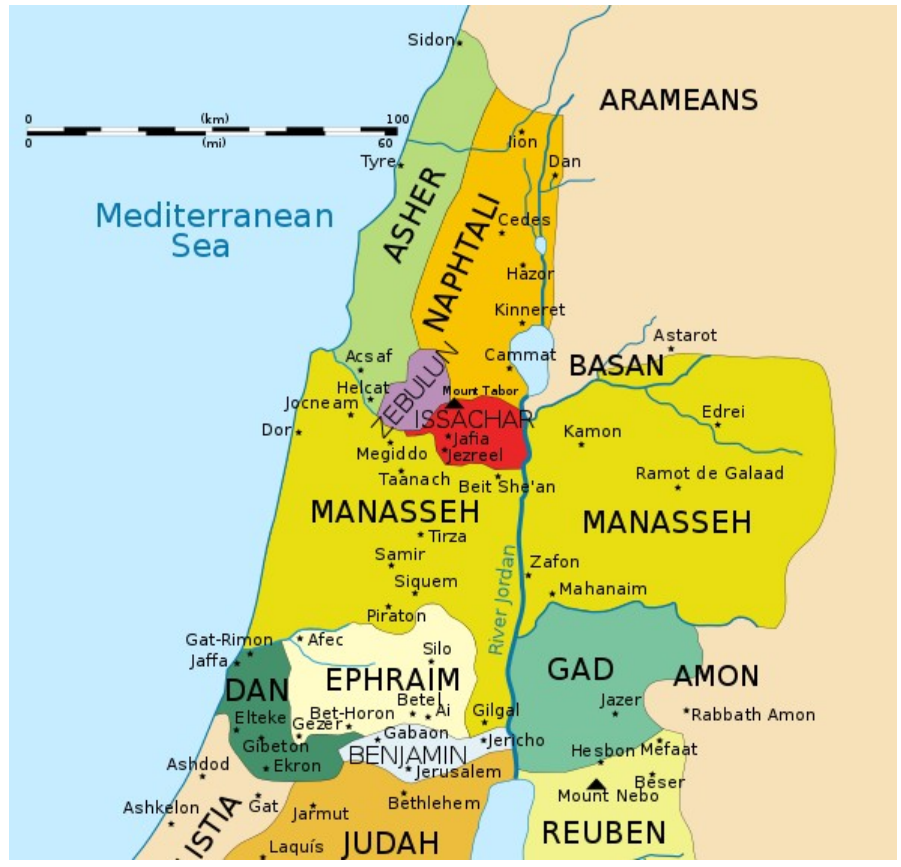 Sidon
ARAMEANS
0 (km) 100
0 (mi) 60
Iion
Tyre
Dan
ASHER
Mediterranean
Sea
NAPHTALI
Cedes
Hazor
Kinneret
Astarot
Acsaf
Cammat
BASAN
ZEBULUN
Helcat
Mount Tabor
Jocneam
ISSACHAR
Edrei
Dor
Jafia
Kamon
Megiddo
Jezreel
Taanach
Beit She'an
Ramot de Galaad
MANASSEH
MANASSEH
Tirza
River Jordan
Samir
Zafon
Siquem
Mahanaim
Piraton
Gat-Rimon
Afec
Jaffa
Silo
GAD
AMON
DAN
EPHRAIM
Betel
Ai
Jazer
Rabbath Amon
Elteke
Bet-Horon
Gilgal
Gezer
Gabaon
Jericho
Gibeton
BENJAMIN
Hesbon
Mefaat
Ekron
Jerusalem
Ashdod
Beser
Mount Nebo
Ashkelon
Gat
Jarmut
Bethlehem
LISTIA
JUDAH
REUBEN
Laquís